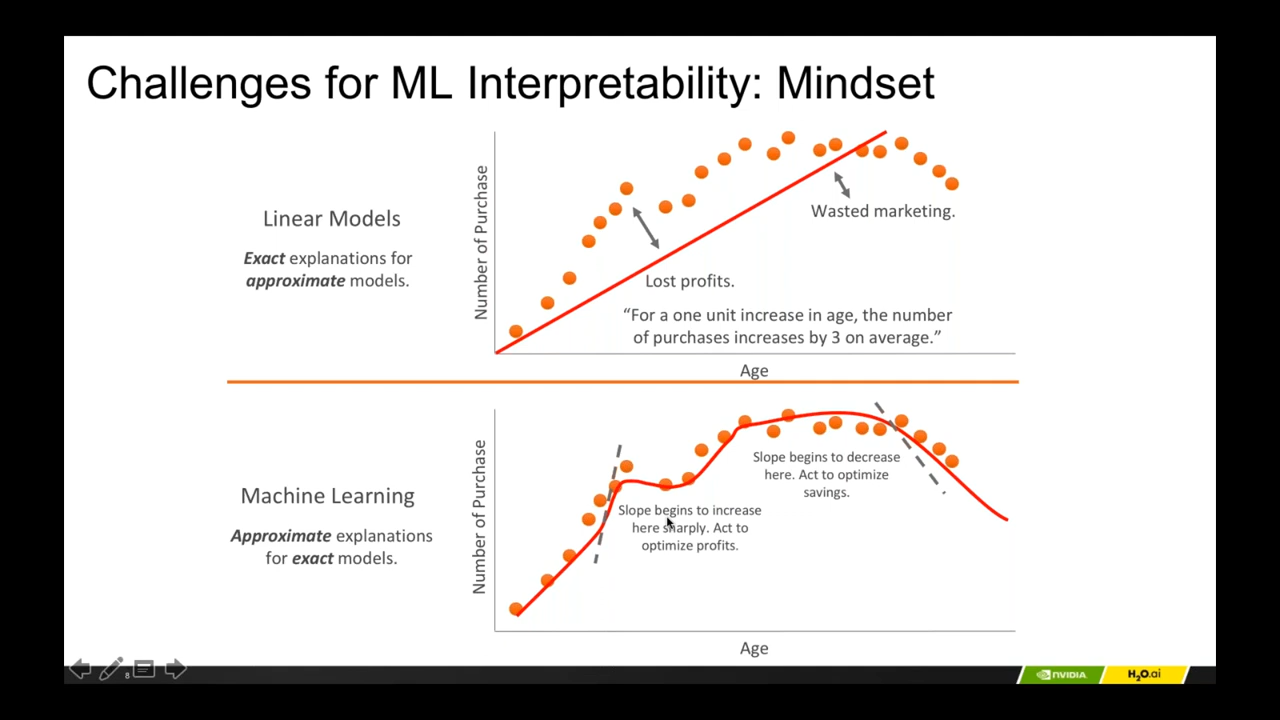 Challenges for ML Interpretability: Mindset
Linear Models
Exact explanations for
approximate models.
Number of Purchase
Wasted marketing.
Lost profits.
“For a one unit increase in age, the number
of purchases increases by 3 on average.”
Age
Machine Learning
Approximate explanations
for exact models.
Number of Purchase
Slope begins to decrease
here. Act to optimize
savings.
Slope begins to increase
here sharply. Act to
optimize profits.
Age
8
NVIDIA.
H2O.ai